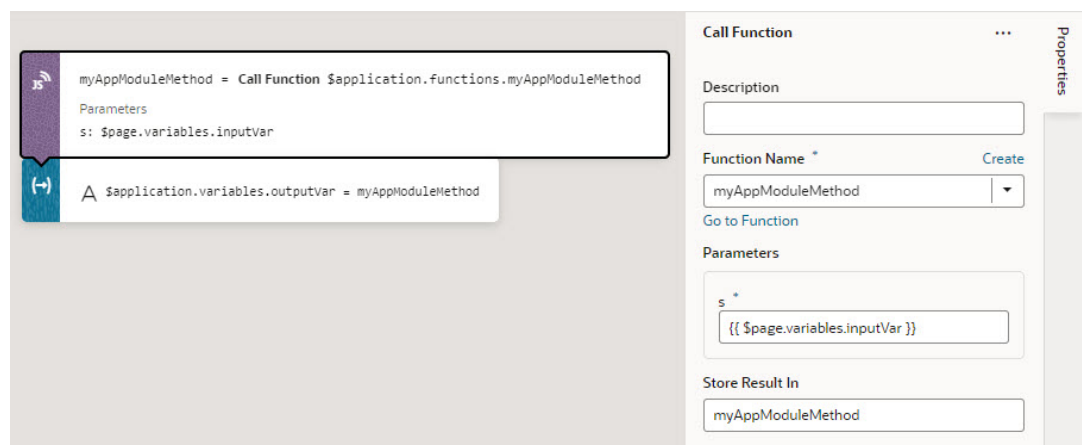 myAppModuleMethod = Call Function $application.functions.myAppModuleMethod
Parameters
s: $page.variables.inputVar
A $application.variables.outputVar = myAppModuleMethod
JS
(→)
Call Function ...
Description
Function Name * Create
myAppModuleMethod
Go to Function
Parameters
s *
{{ $page.variables.inputVar }}
Store Result In
myAppModuleMethod
Properties